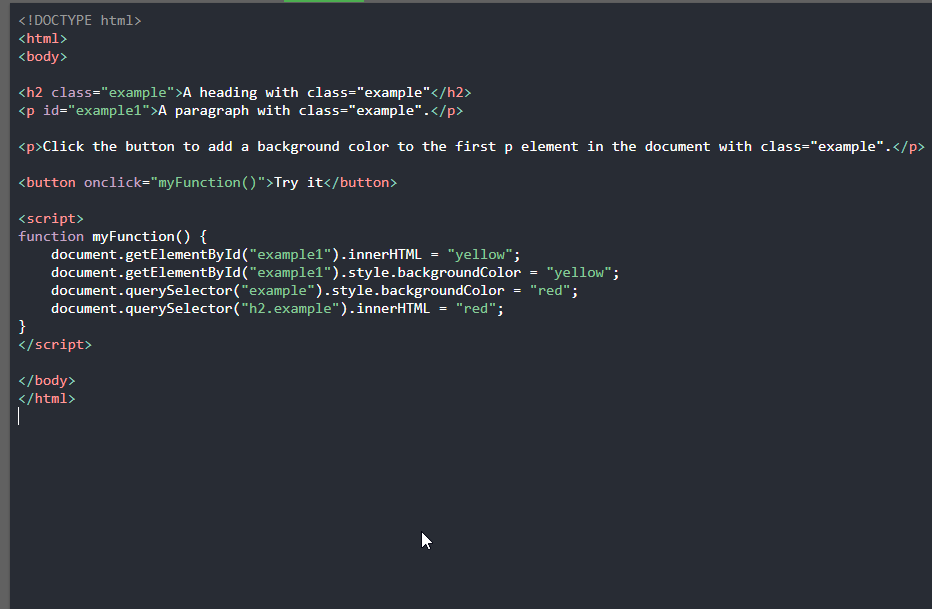 <!DOCTYPE html>
<html>
<body>
<h2 class="example">A heading with class="example"</h2>
<p id="example1">A paragraph with class="example".</p>
<p>Click the button to add a background color to the first p element in the document with class="example".</p>
<button onclick="myFunction()">Try it</button>
<script>
function myFunction() {
    document.getElementById("example1").innerHTML = "yellow";
    document.getElementById("example1").style.backgroundColor = "yellow";
    document.querySelector("example").style.backgroundColor = "red";
    document.querySelector("h2.example").innerHTML = "red";
}
</script>
</body>
</html>